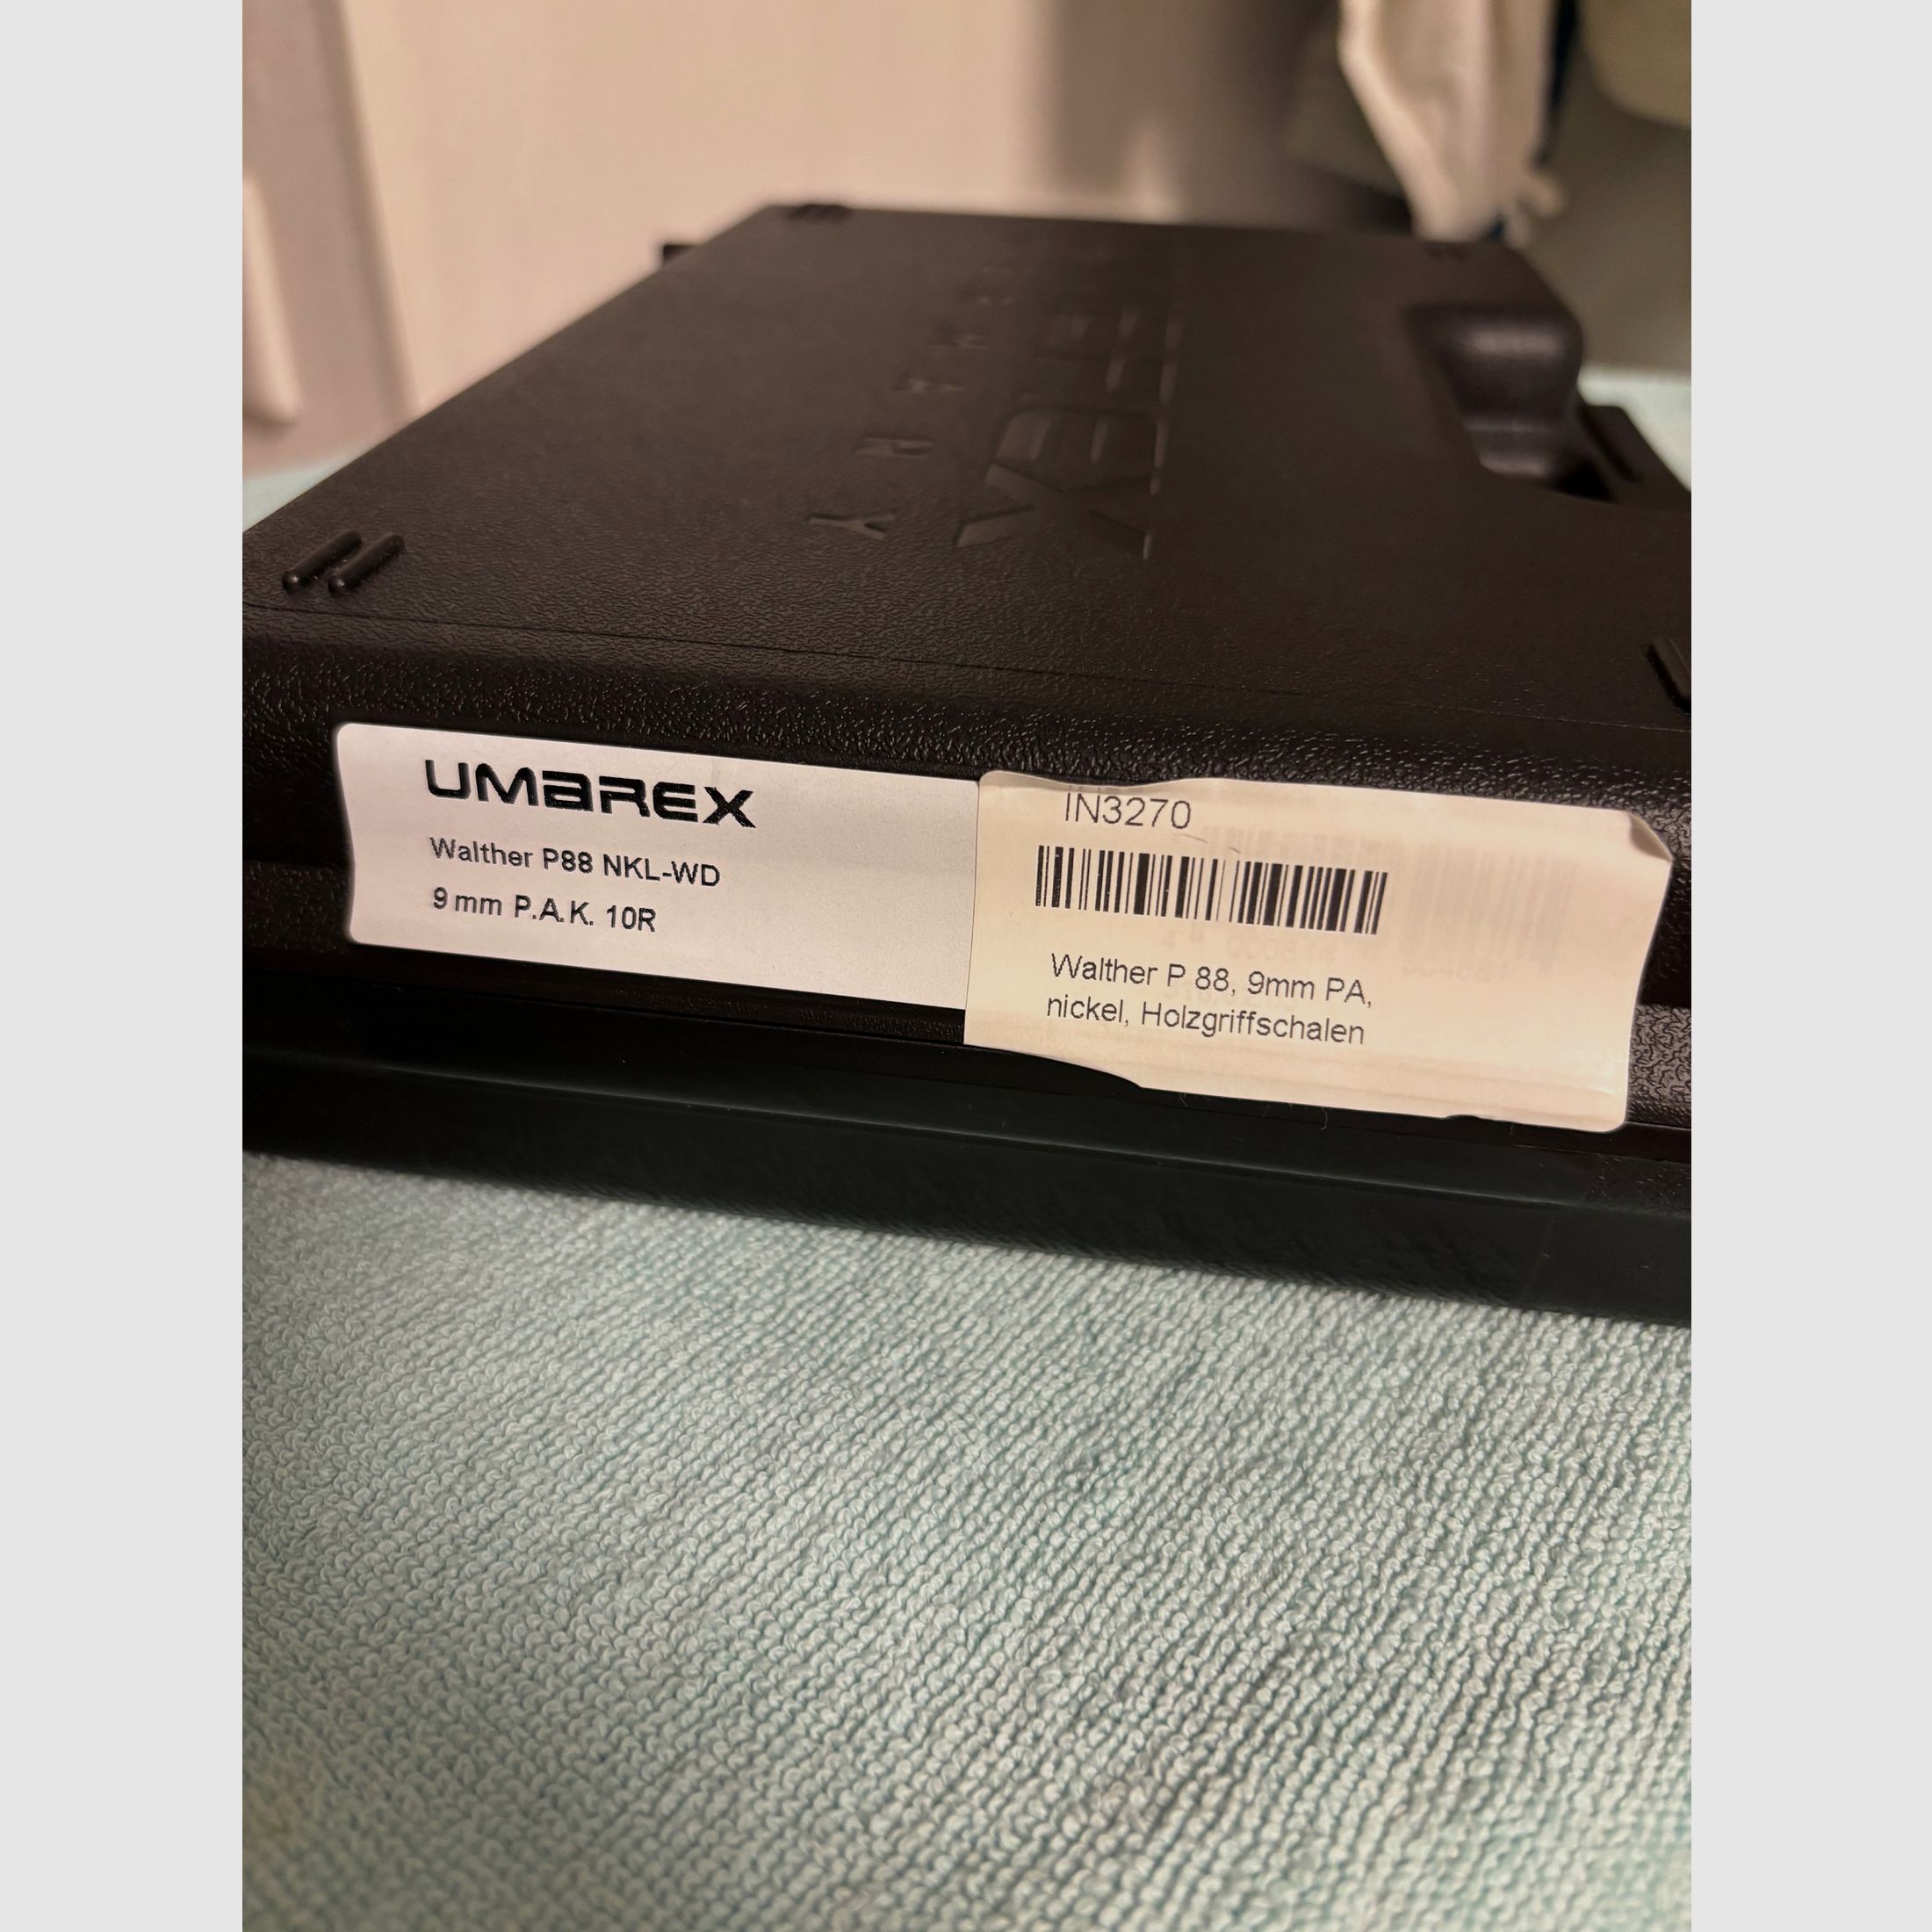 UMAREX
Walther P88 NKL-WD
9 mm P.A.K. 10R
IN3270
Walther P 88, 9mm PA,
nickel, Holzgriffschalen